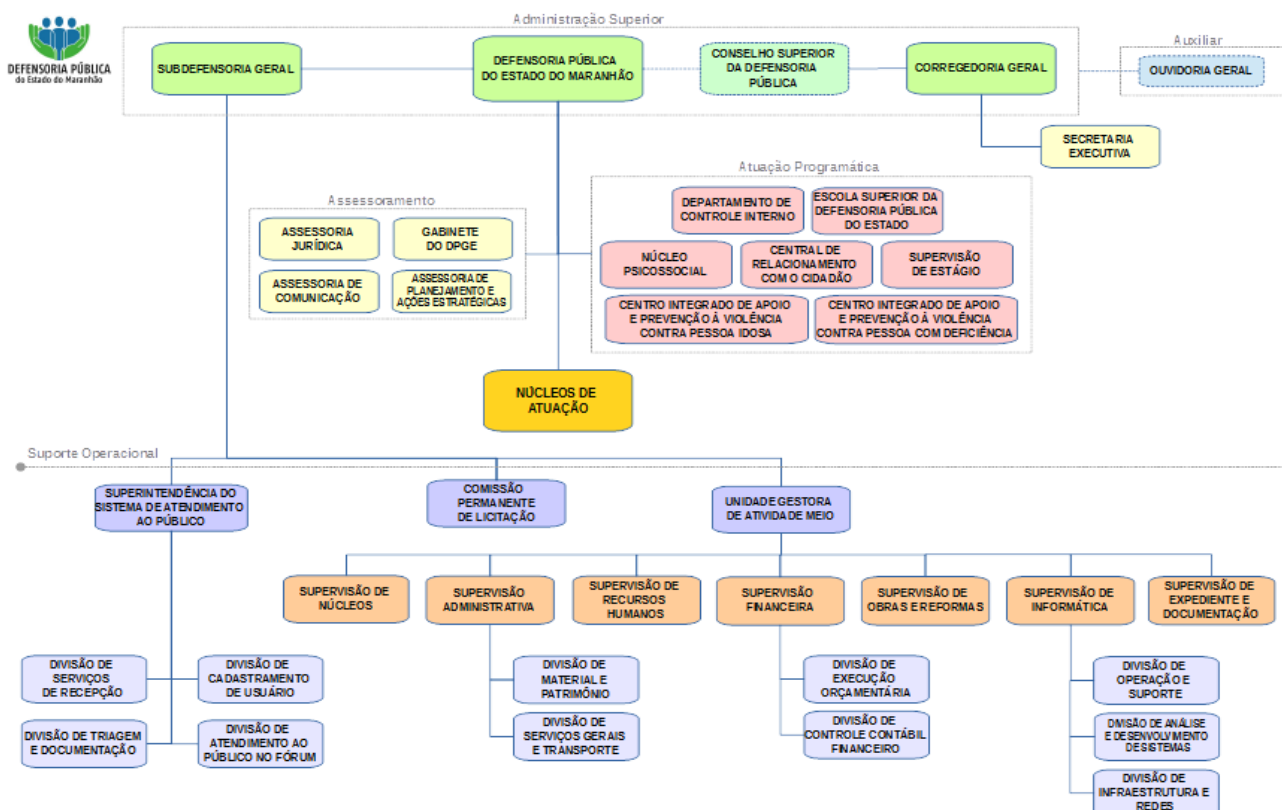 Administração Superior
DEFENSORIA PÚBLICA
do Estado do Maranhão
SUBDEFENSORIA GERAL
DEFENSORIA PÚBLICA
DO ESTADO DO MARANHÃO
CONSELHO SUPERIOR
DA DEFENSORIA
PÚBLICA
CORREGEDORIA GERAL
Auxiliar
OUVIDORIA GERAL
SECRETARIA
EXECUTIVA
Assessoramento
ASSESSORIA
JURÍDICA
GABINETE
DO DPGE
ASSESSORIA DE
COMUNICAÇÃO
ASSESSORIA DE
PLANEJAMENTO E
AÇÕES ESTRATÉGICAS
Atuação Programática
DEPARTAMENTO DE
CONTROLE INTERNO
ESCOLA SUPERIOR DA
DEFENSORIA PÚBLICA
DO ESTADO
NÚCLEO
PSICOSSOCIAL
CENTRAL DE
RELACIONAMENTO
COM O CIDADÃO
SUPERVISÃO
DE ESTÁGIO
CENTRO INTEGRADO DE APOIO
E PREVENÇÃO À VIOLÊNCIA
CONTRA PESSOA IDOSA
CENTRO INTEGRADO DE APOIO
E PREVENÇÃO À VIOLÊNCIA
CONTRA PESSOA COM DEFICIÊNCIA
NÚCLEOS DE
ATUAÇÃO
Suporte Operacional
SUPERINTENDÊNCIA DO
SISTEMA DE ATENDIMENTO
AO PÚBLICO
COMISSÃO
PERMANENTE
DE LICITAÇÃO
UNIDADE GESTORA
DE ATIVIDADE MEIO
SUPERVISÃO DE
NÚCLEOS
SUPERVISÃO
ADMINISTRATIVA
SUPERVISÃO DE
RECURSOS
HUMANOS
SUPERVISÃO
FINANCEIRA
SUPERVISÃO DE
OBRAS E REFORMAS
SUPERVISÃO DE
INFORMÁTICA
SUPERVISÃO DE
EXPEDIENTE E
DOCUMENTAÇÃO
DIVISÃO DE
SERVIÇOS
DE RECEPÇÃO
DIVISÃO DE
CADASTRAMENTO
DE USUÁRIO
DIVISÃO DE
MATERIAL E
PATRIMÔNIO
DIVISÃO DE
EXECUÇÃO
ORÇAMENTÁRIA
DIVISÃO DE
OPERAÇÃO E
SUPORTE
DIVISÃO DE TRIAGEM
E DOCUMENTAÇÃO
DIVISÃO DE
ATENDIMENTO AO
PÚBLICO NO FÓRUM
DIVISÃO DE
SERVIÇOS GERAIS
E TRANSPORTE
DIVISÃO DE
CONTROLE CONTÁBIL
FINANCEIRO
DIVISÃO DE ANÁLISE
E DESENVOLVIMENTO
DE SISTEMAS
DIVISÃO DE
INFRAESTRUTURA E
REDES